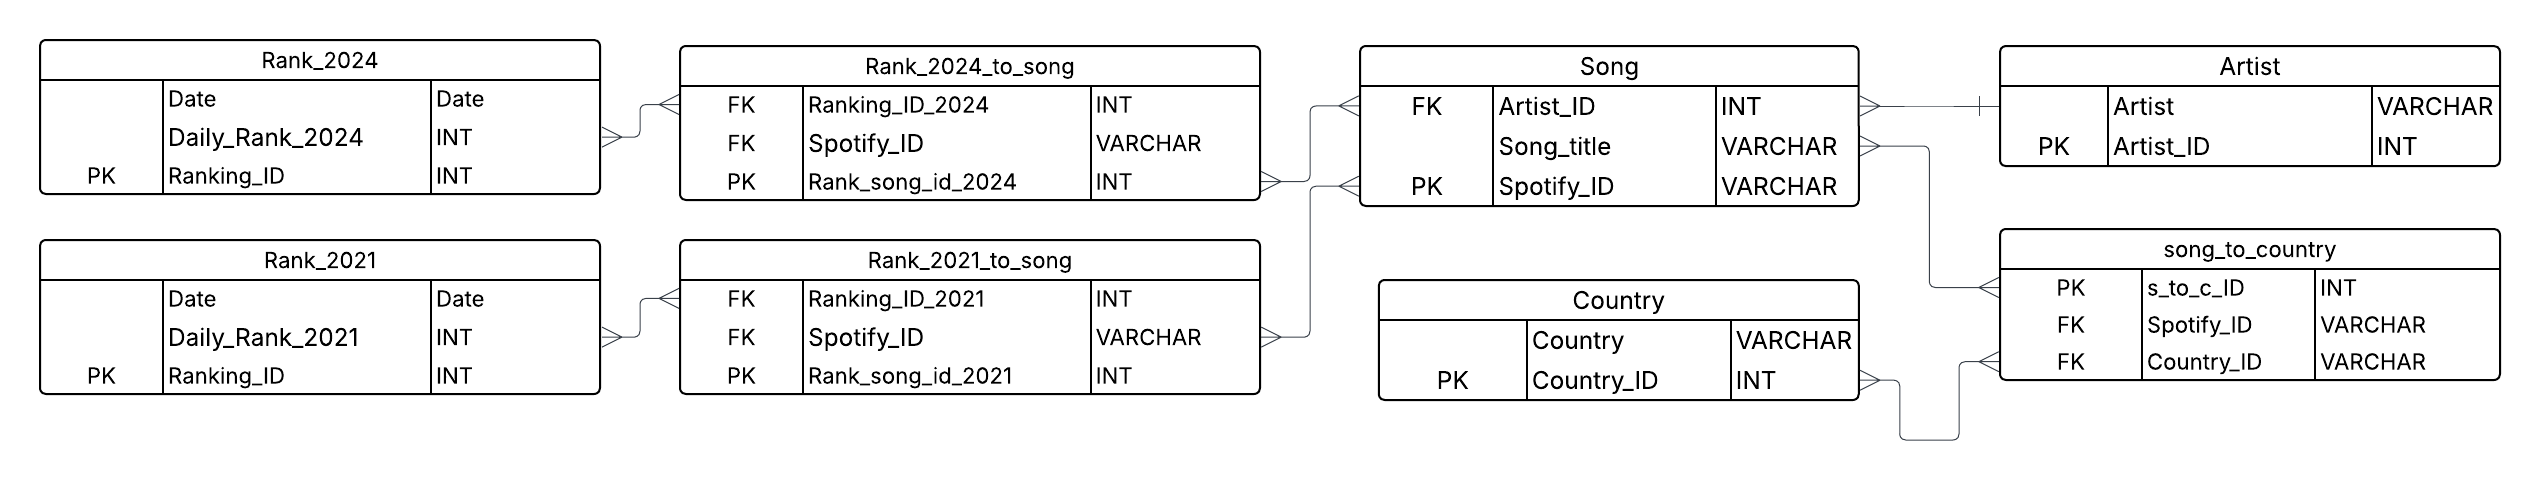 Rank_2024
Date Date
Daily_Rank_2024 INT
PK Ranking_ID INT
Rank_2024_to_song
FK Ranking_ID_2024 INT
FK Spotify_ID VARCHAR
PK Rank_song_id_2024 INT
Song
FK Artist_ID INT
Song_title VARCHAR
PK Spotify_ID VARCHAR
Artist
Artist VARCHAR
PK Artist_ID INT
Rank_2021
Date Date
Daily_Rank_2021 INT
PK Ranking_ID INT
Rank_2021_to_song
FK Ranking_ID_2021 INT
FK Spotify_ID VARCHAR
PK Rank_song_id_2021 INT
Country
Country VARCHAR
PK Country_ID INT
song_to_country
PK s_to_c_ID INT
FK Spotify_ID VARCHAR
FK Country_ID VARCHAR